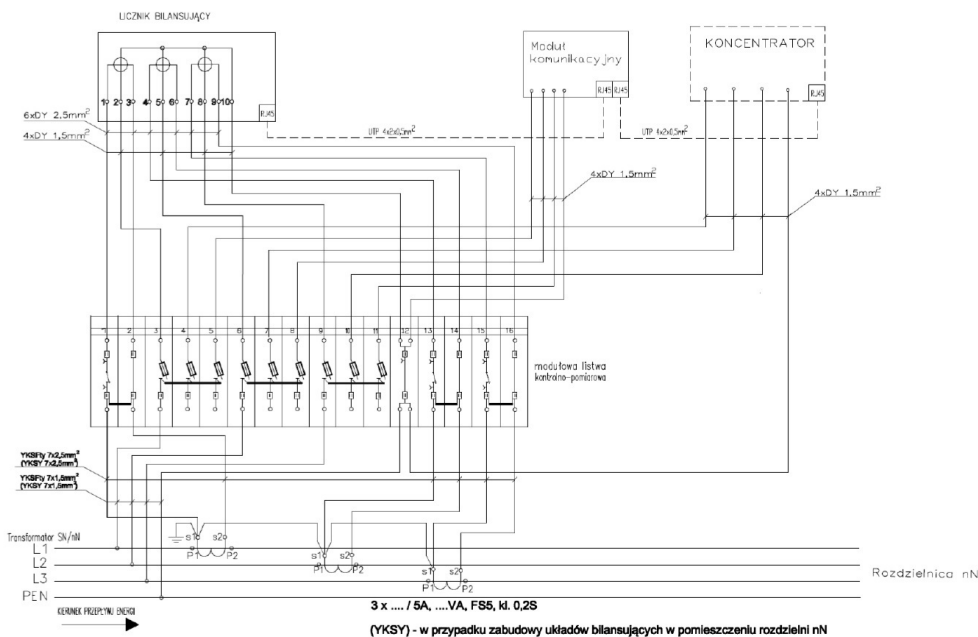 LICZNIK BILANSUJĄCY
1 2 3 4 5 6 7 8 9 10
RJ45
Moduł
komunikacyjny
RJ45 RJ45
KONCENTRATOR
RJ45
6xDY 2,5mm²
4xDY 1,5mm²
UTP 4x2x0,5mm²
UTP 4x2x0,5mm²
4xDY 1,5mm²
4xDY 1,5mm²
1 2 3 4 5 6 7 8 9 10 11 12 13 14 15 16
modułowa listwa
kontrolno-pomiarowa
YKSFty 7x2,5mm²
(YKSY 7x2,5mm²)
YKSFty 7x1,5mm²
(YKSY 7x1,5mm²)
Transformator SN/nN
s1 s2
s1 s2
s1 s2
L1
P1 P2
L2
P1 P2
L3
P1 P2
PEN
Rozdzielnica nN
KIERUNEK PRZEPŁYWU ENERGI
3 x .... / 5A, ....VA, FS5, kl. 0,2S
(YKSY) - w przypadku zabudowy układów bilansujących w pomieszczeniu rozdzielni nN